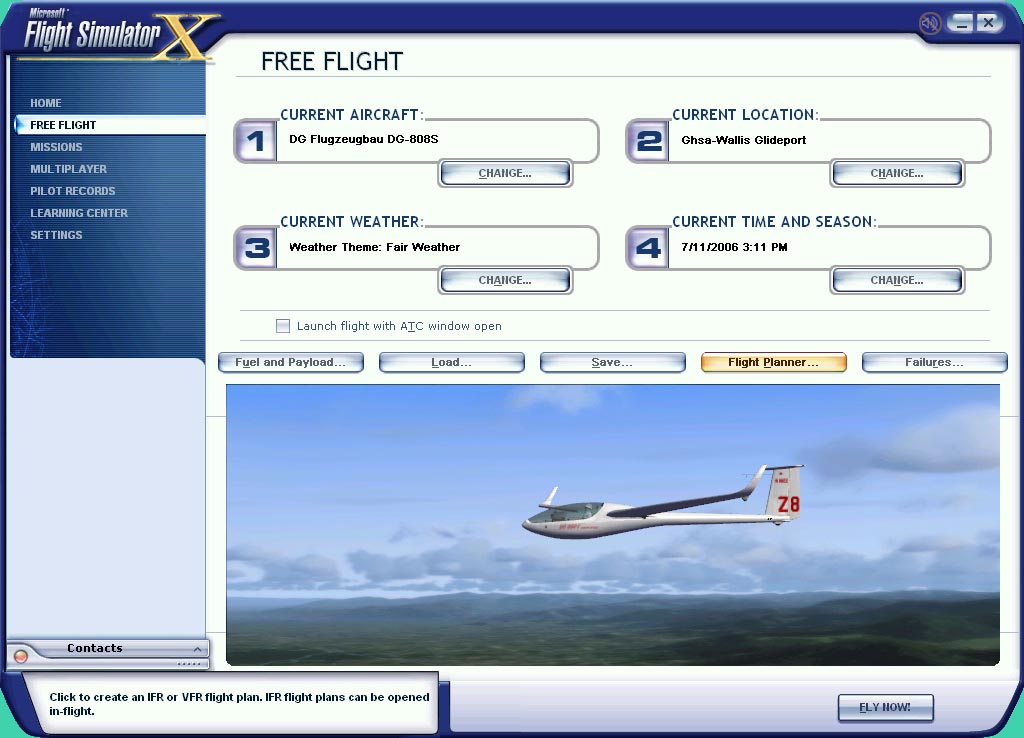 Microsoft
Flight Simulator X
HOME
FREE FLIGHT
MISSIONS
MULTIPLAYER
PILOT RECORDS
LEARNING CENTER
SETTINGS
FREE FLIGHT
CURRENT AIRCRAFT:
1
DG Flugzeugbau DG-808S
CHANGE...
CURRENT LOCATION:
2
Ghsa-Wallis Glideport
CHANGE...
CURRENT WEATHER:
3
Weather Theme: Fair Weather
CHANGE...
CURRENT TIME AND SEASON:
4
7/11/2006 3:11 PM
CHANGE...
Launch flight with ATC window open
Fuel and Payload...
Load...
Save...
Flight Planner...
Failures...
Z8
Contacts
Click to create an IFR or VFR flight plan. IFR flight plans can be opened
in-flight.
FLY NOW!